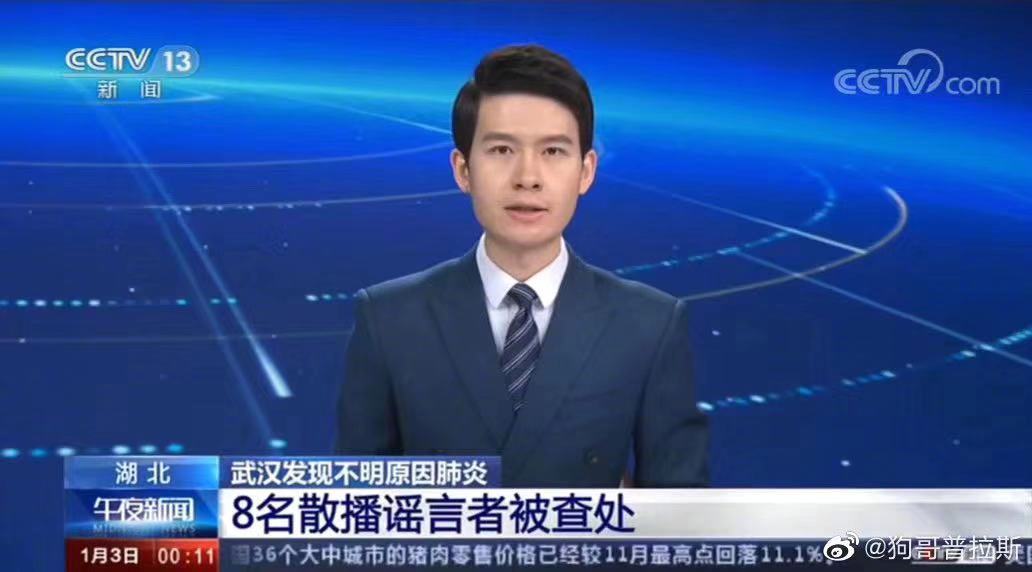 CCTV 13
新闻
CCTV.com
湖北
武汉发现不明原因肺炎
午夜新闻
MIDNIGHT NEWS
8名散播谣言者被查处
1月3日 00:11
36个大中城市的猪肉零售价格已经较11月最高点回落11.1%。
@狗哥普拉斯